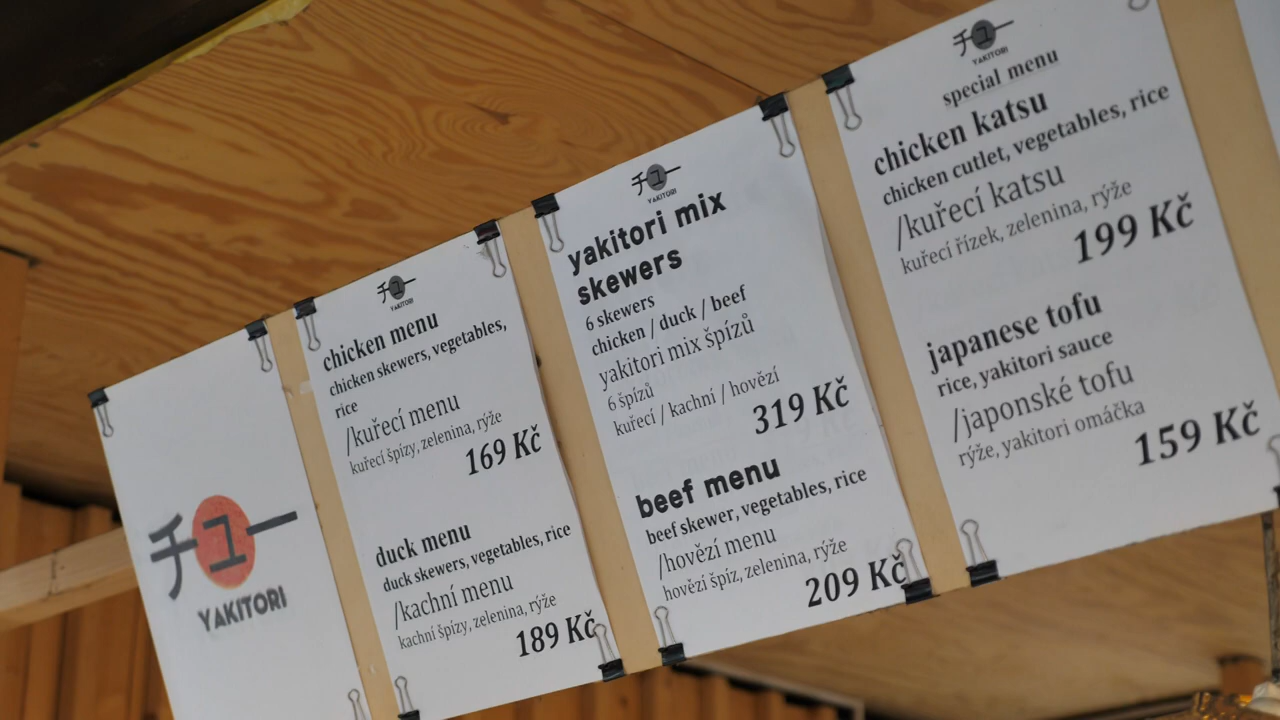 チュー
YAKITORI
チュー
YAKITORI
chicken menu
chicken skewers, vegetables,
rice
/kuřecí menu
kuřecí špízy, zelenina, rýže
169 Kč
duck menu
duck skewers, vegetables, rice
/kachní menu
kachní špízy, zelenina, rýže
189 Kč
チュー
YAKITORI
yakitori mix
skewers
6 skewers
chicken / duck / beef
yakitori mix špízů
6 špízů
kuřecí / kachní / hovězí
319 Kč
beef menu
beef skewer, vegetables, rice
/hovězí menu
hovězí špíz, zelenina, rýže
209 Kč
チュー
YAKITORI
special menu
chicken katsu
chicken cutlet, vegetables, rice
/kuřecí katsu
kuřecí řízek, zelenina, rýže
199 Kč
japanese tofu
rice, yakitori sauce
/japonské tofu
rýže, yakitori omáčka
159 Kč